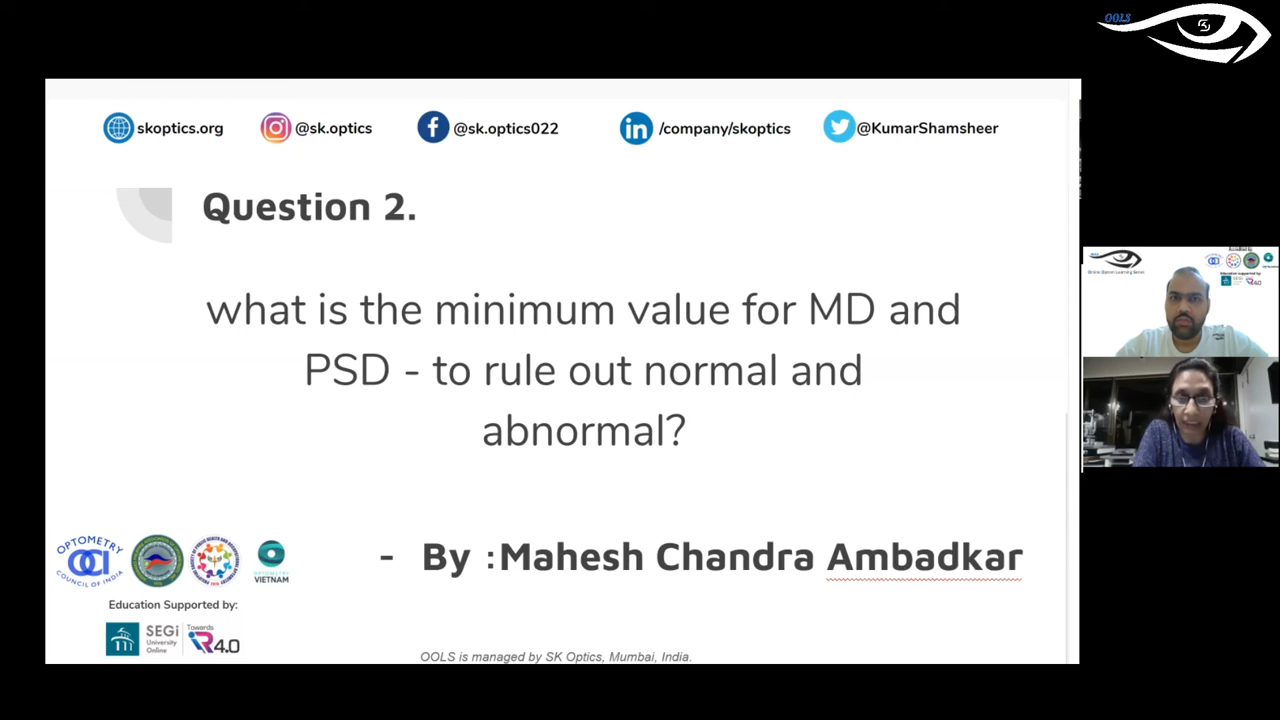 OOLS
skoptics.org @sk.optics @sk.optics022 /company/skoptics @KumarShamsheer
Question 2.
what is the minimum value for MD and
PSD - to rule out normal and
abnormal?
- By :Mahesh Chandra Ambadkar
OPTOMETRY
OCI
COUNCIL OF INDIA
OPTOMETRY
VIETNAM
Education Supported by:
SEGi
University
Online
Towards
iR4.0
OOLS is managed by SK Optics, Mumbai, India.